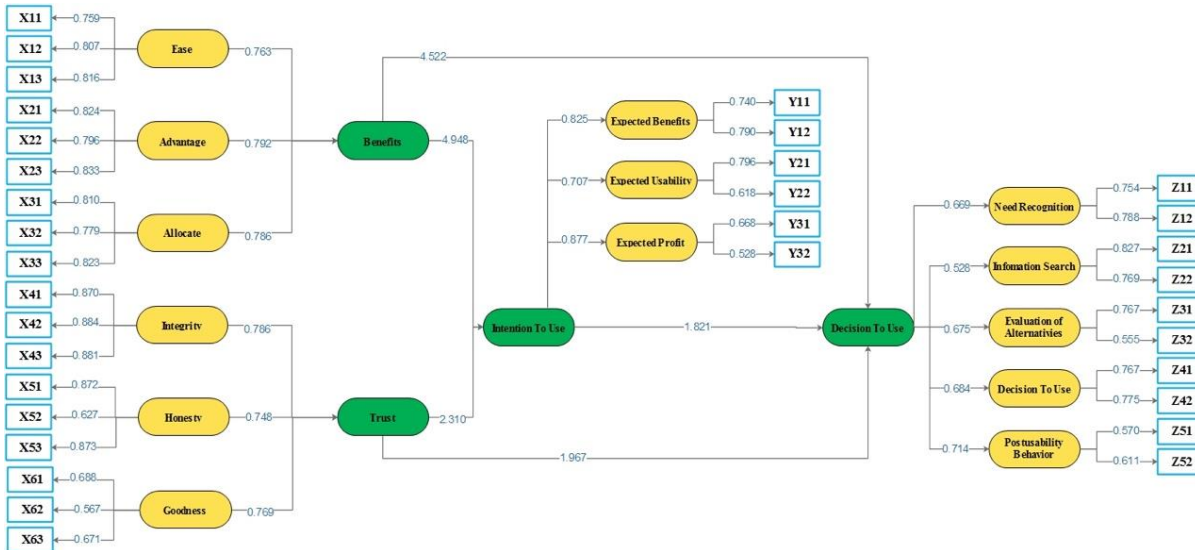 X11
0.759
X12
0.807
X13
0.816
Ease
0.763
X21
0.824
X22
0.796
X23
0.833
Advantage
0.792
X31
0.810
X32
0.779
X33
0.823
Allocate
0.786
X41
0.870
X42
0.884
X43
0.881
Integrity
0.786
X51
0.872
X52
0.627
X53
0.873
Honesty
0.748
X61
0.688
X62
0.567
X63
0.671
Goodness
0.769
Benefits
4.522
4.948
Trust
2.310
1.967
Intention To Use
1.821
0.825
Expected Benefits
0.740
Y11
0.790
Y12
0.707
Expected Usability
0.796
Y21
0.618
Y22
0.877
Expected Profit
0.668
Y31
0.528
Y32
Decision To Use
0.669
Need Recognition
0.754
Z11
0.788
Z12
0.528
Infomation Search
0.827
Z21
0.769
Z22
0.675
Evaluation of
Alternativies
0.767
Z31
0.555
Z32
0.684
Decision To Use
0.767
Z41
0.775
Z42
0.714
Postusability
Behavior
0.570
Z51
0.611
Z52